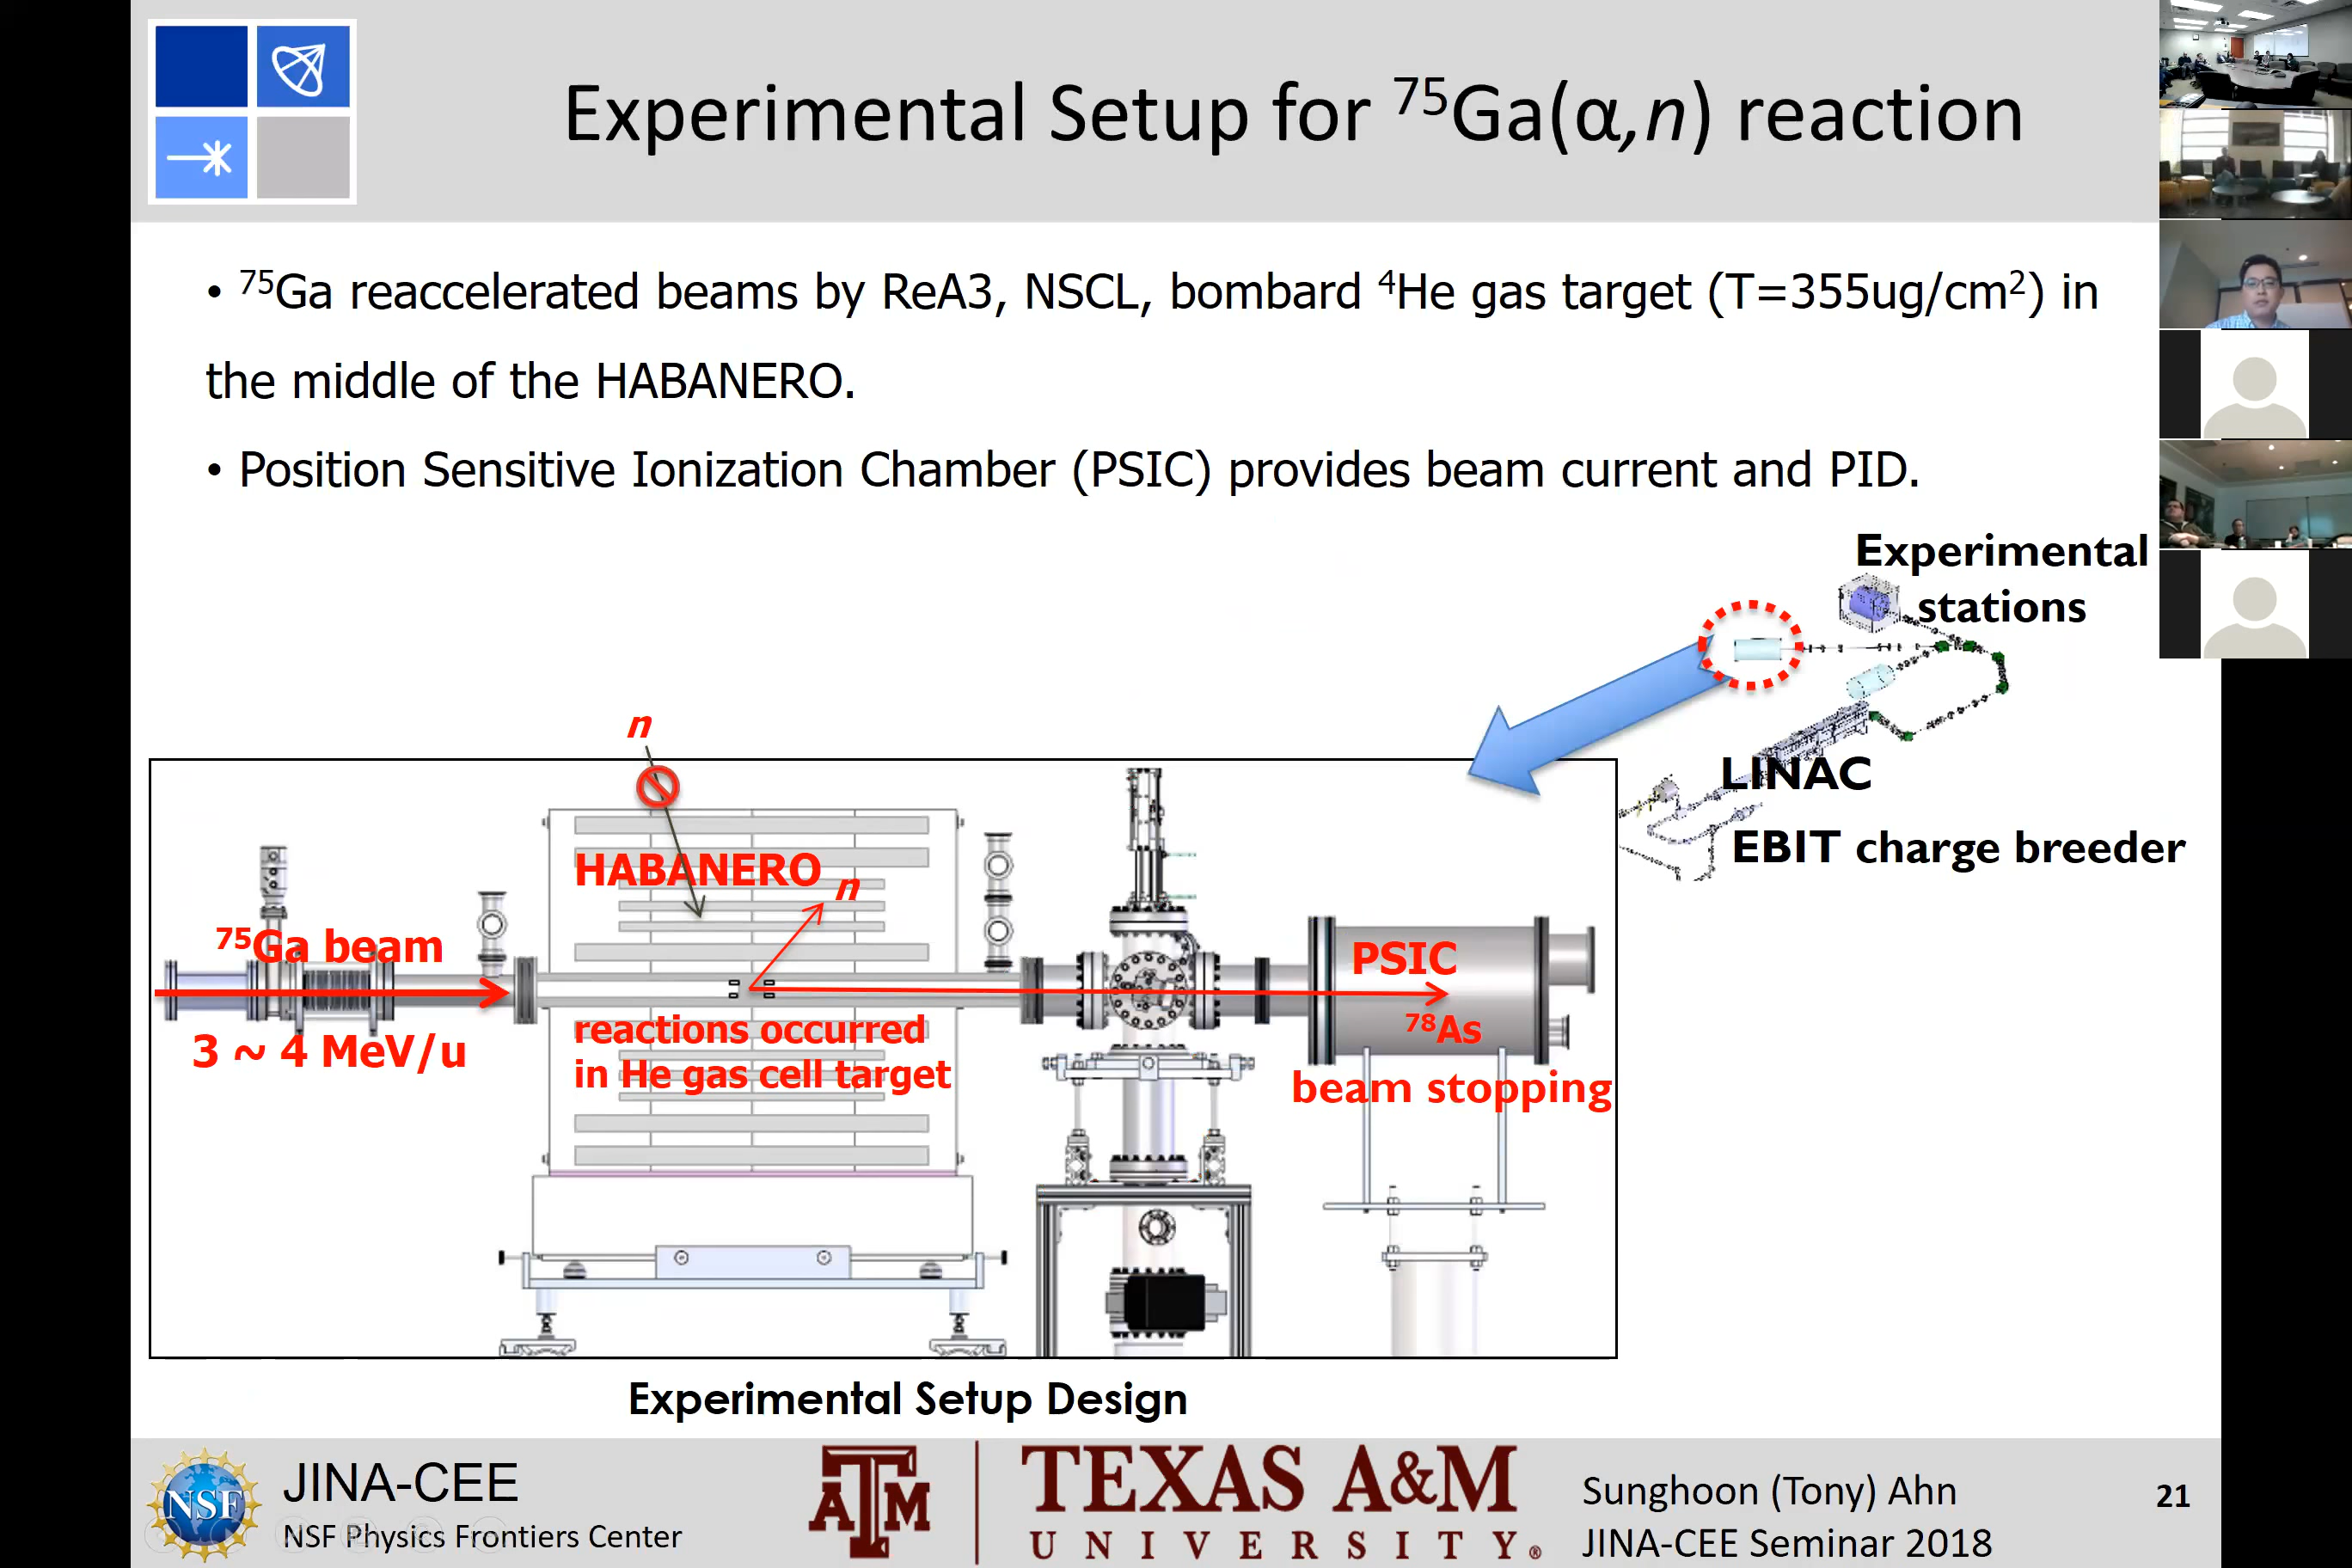 Experimental Setup for ⁷⁵Ga(α,n) reaction
• ⁷⁵Ga reaccelerated beams by ReA3, NSCL, bombard ⁴He gas target (T=355ug/cm²) in
the middle of the HABANERO.
• Position Sensitive Ionization Chamber (PSIC) provides beam current and PID.
Experimental
stations
LINAC
EBIT charge breeder
n
HABANERO
n
⁷⁵Ga beam
3 ~ 4 MeV/u
reactions occurred
in He gas cell target
PSIC
⁷⁸As
beam stopping
Experimental Setup Design
NSF
JINA-CEE
NSF Physics Frontiers Center
ATM
TEXAS A&M
UNIVERSITY®
Sunghoon (Tony) Ahn
JINA-CEE Seminar 2018
21